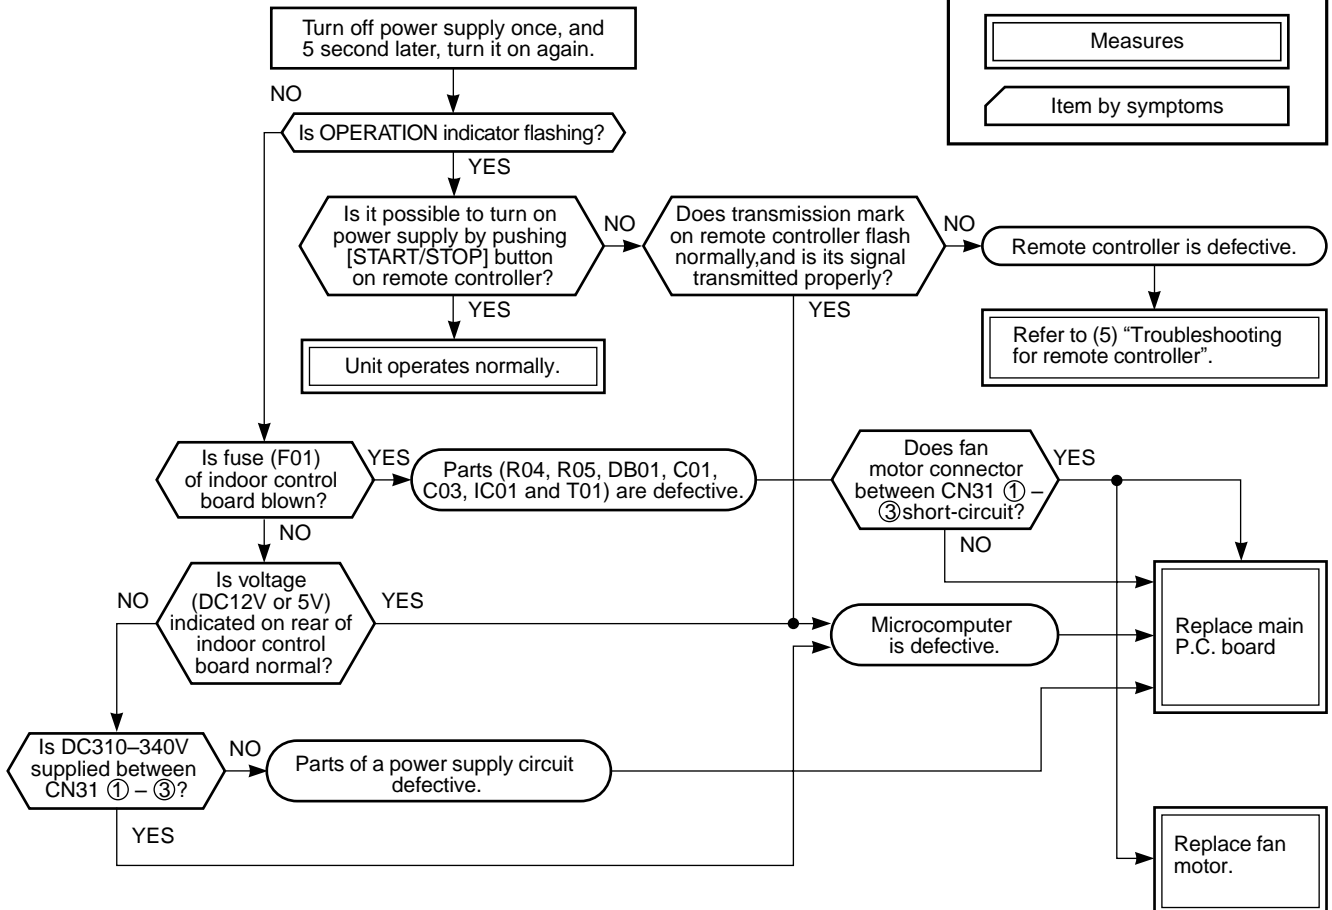 Turn off power supply once, and
5 second later, turn it on again.
Measures
Item by symptoms
NO
Is OPERATION indicator flashing?
YES
Is it possible to turn on
power supply by pushing
[START/STOP] button
on remote controller?
NO
Does transmission mark
on remote controller flash
normally,and is its signal
transmitted properly?
NO
Remote controller is defective.
YES
YES
Unit operates normally.
Refer to (5) “Troubleshooting
for remote controller”.
Is fuse (F01)
of indoor control
board blown?
YES
Parts (R04, R05, DB01, C01,
C03, IC01 and T01) are defective.
Does fan
motor connector
between CN31 ① –
③short-circuit?
YES
NO
NO
Is voltage
(DC12V or 5V)
indicated on rear of
indoor control
board normal?
NO
YES
Microcomputer
is defective.
Replace main
P.C. board
Is DC310–340V
supplied between
CN31 ① – ③?
NO
Parts of a power supply circuit
defective.
YES
Replace fan
motor.